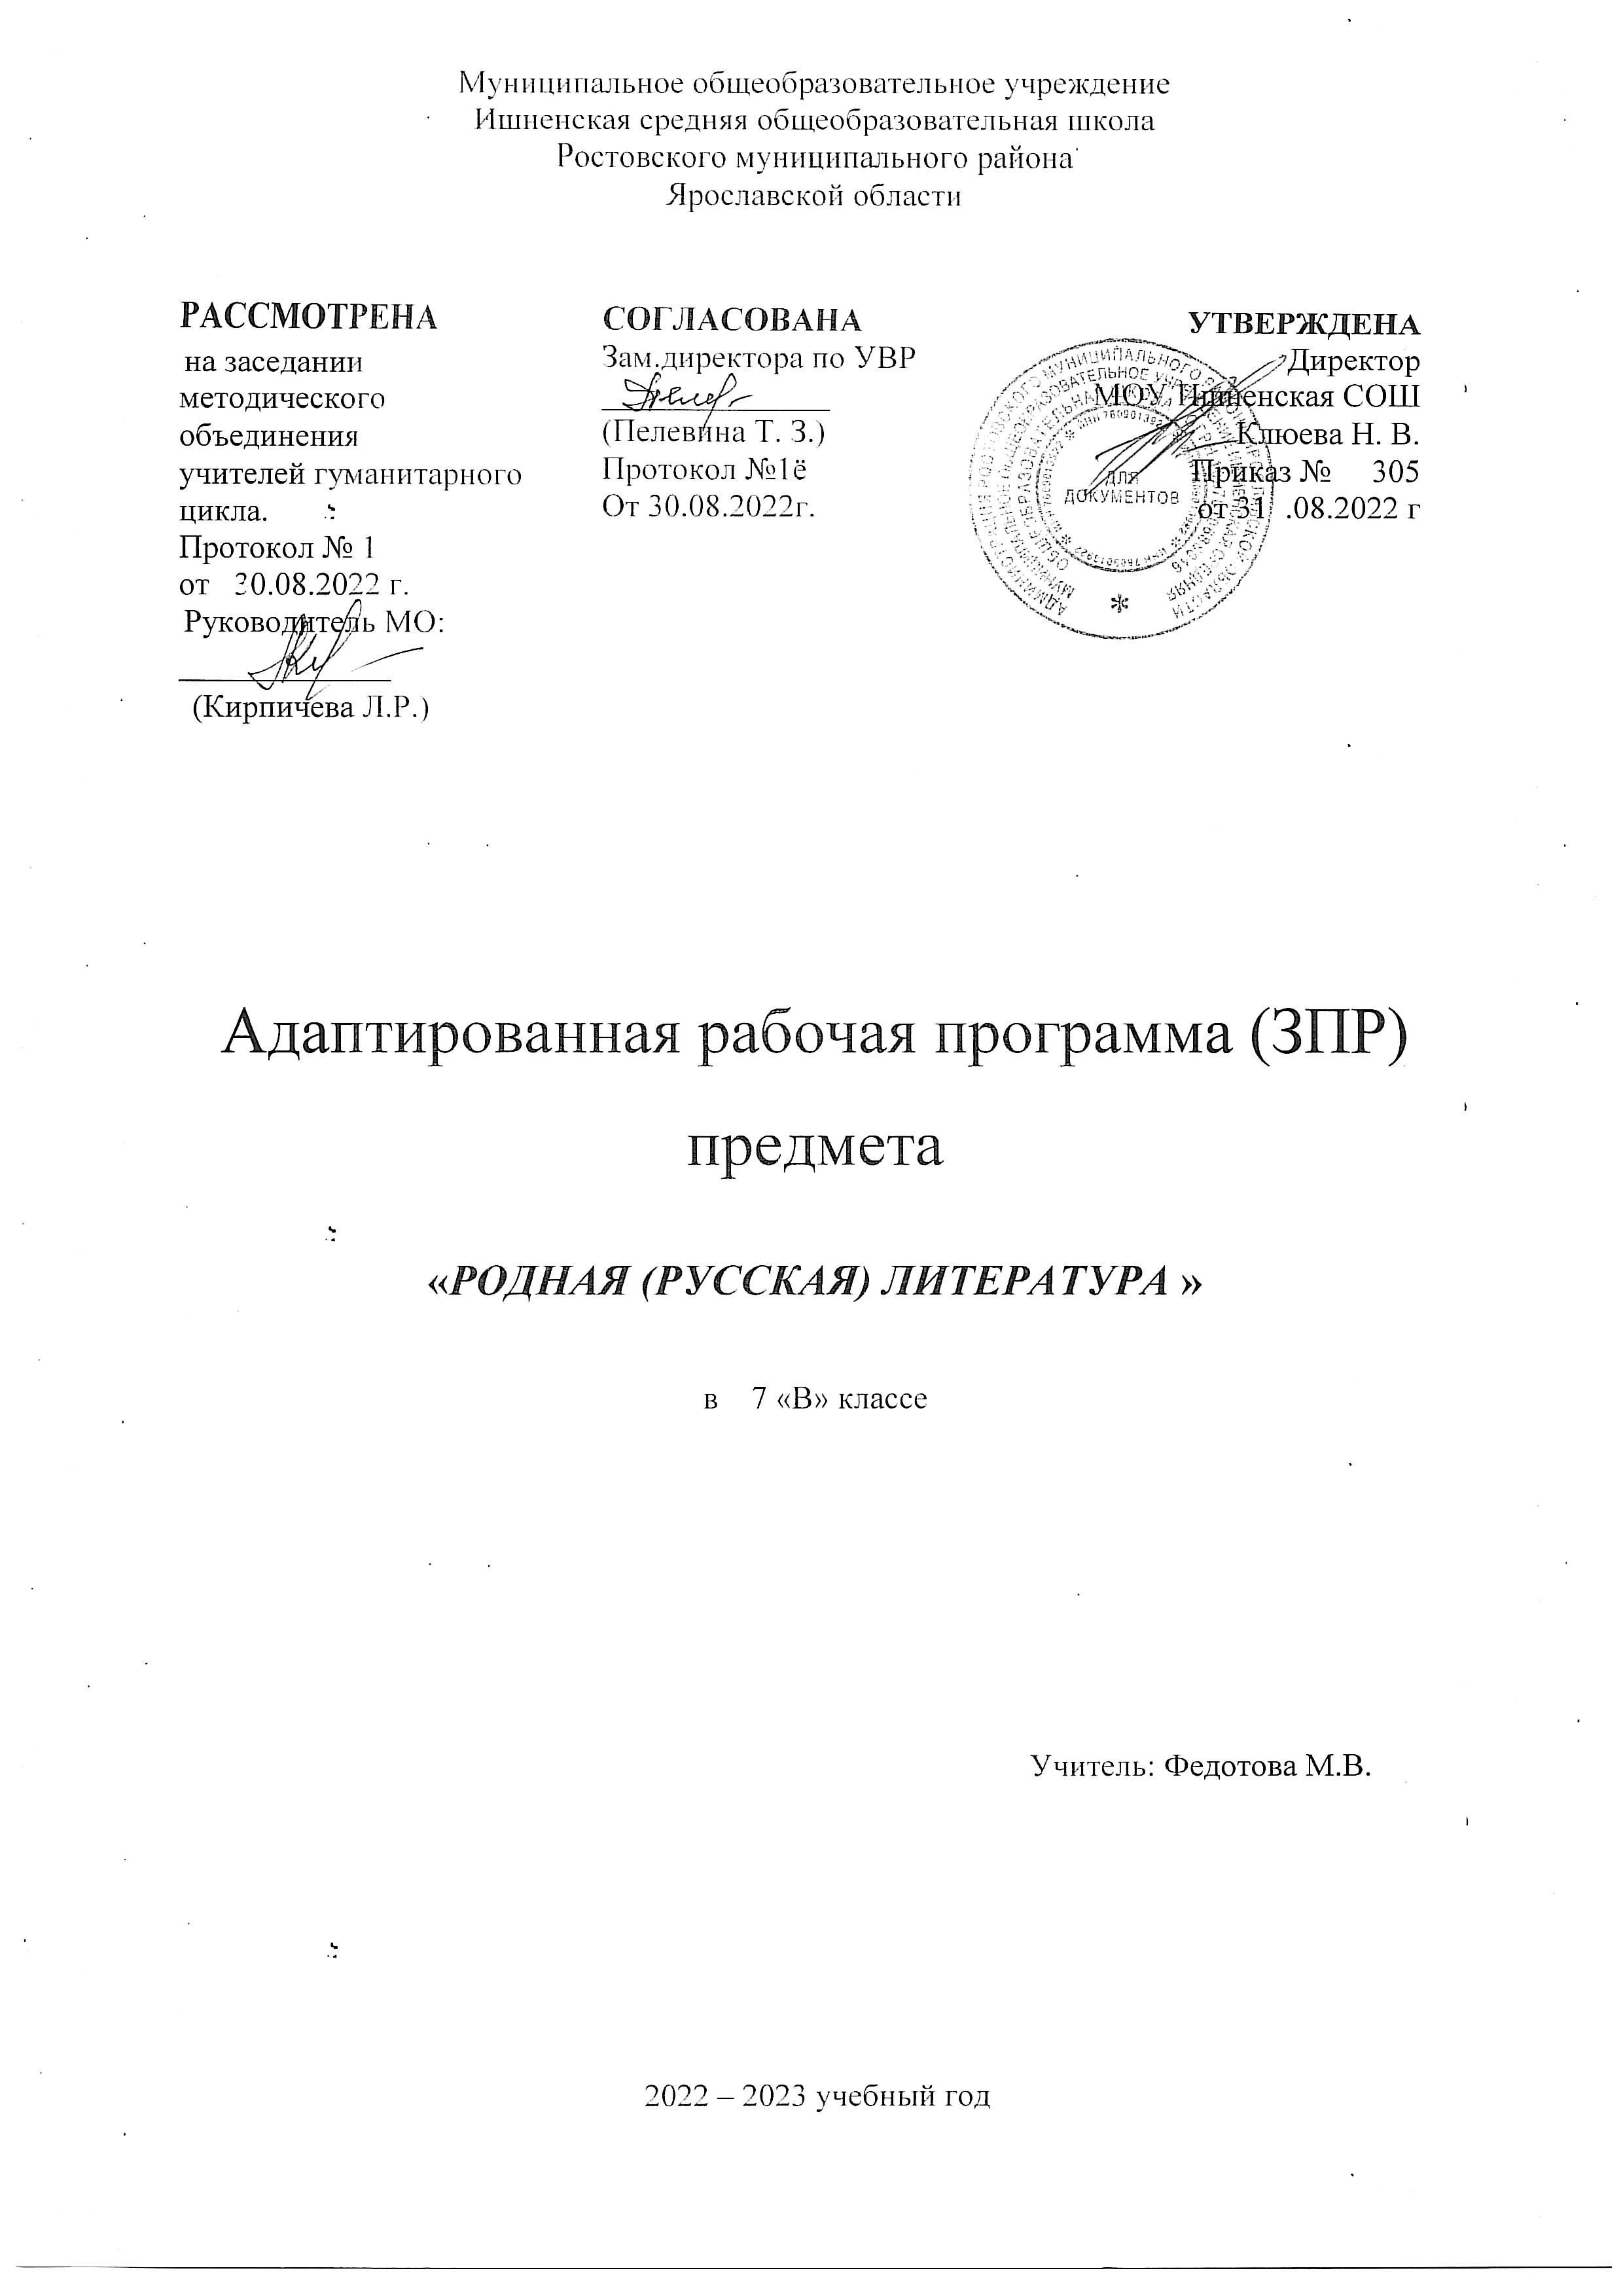 Муниципальное общеобразовательное учреждение
Ишненская средняя общеобразовательная школа
Ростовского муниципального района
Ярославской области
РАССМОТРЕНА
на заседании
методического
объединения
учителей гуманитарного
цикла.
Протокол № 1
от 30.08.2022 г.
Руководитель МО:
(Кирпичева Л.Р.)
СОГЛАСОВАНА
Зам.директора по УВР
(Пелевина Т. З.)
Протокол №1ё
От 30.08.2022г.
УТВЕРЖДЕНА
Директор
МОУ Ишненская СОШ
Клюева Н. В.
Приказ № 305
от 31 .08.2022 г
ДЛЯ
ДОКУМЕНТОВ
Адаптированная рабочая программа (ЗПР)
предмета
«РОДНАЯ (РУССКАЯ) ЛИТЕРАТУРА »
в 7 «В» классе
Учитель: Федотова М.В.
2022 – 2023 учебный год